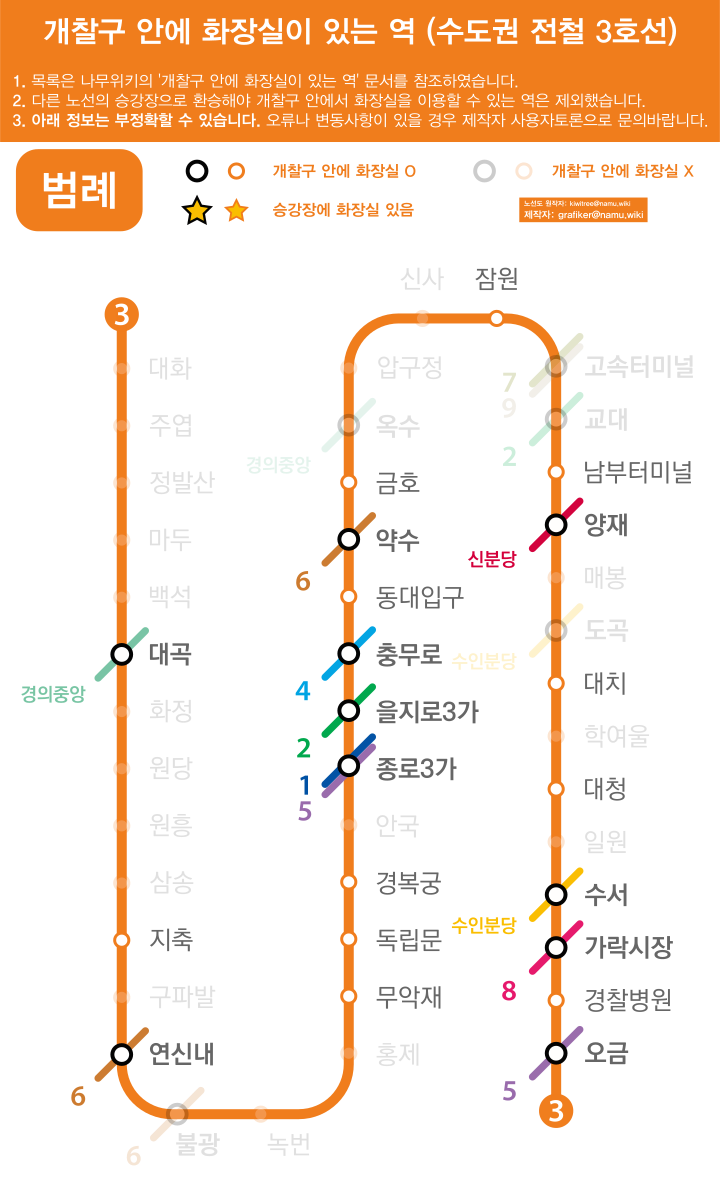 개찰구 안에 화장실이 있는 역 (수도권 전철 3호선)
1. 목록은 나무위키의 '개찰구 안에 화장실이 있는 역' 문서를 참조하였습니다.
2. 다른 노선의 승강장으로 환승해야 개찰구 안에서 화장실을 이용할 수 있는 역은 제외했습니다.
3. 아래 정보는 부정확할 수 있습니다. 오류나 변동사항이 있을 경우 제작자 사용자토론으로 문의바랍니다.
범례
개찰구 안에 화장실 O
개찰구 안에 화장실 X
승강장에 화장실 있음
노선도 원작자: kiwitree@namu.wiki
제작자: grafiker@namu.wiki
3
대화
주엽
정발산
마두
백석
대곡
경의중앙
화정
원당
원흥
삼송
지축
구파발
연신내
6
불광
6
녹번
홍제
무악재
독립문
경복궁
안국
종로3가
1
5
을지로3가
2
충무로
4
동대입구
약수
6
금호
옥수
경의중앙
압구정
신사
잠원
고속터미널
7
9
교대
2
남부터미널
양재
신분당
매봉
도곡
수인분당
대치
학여울
대청
일원
수서
수인분당
가락시장
8
경찰병원
오금
5
3